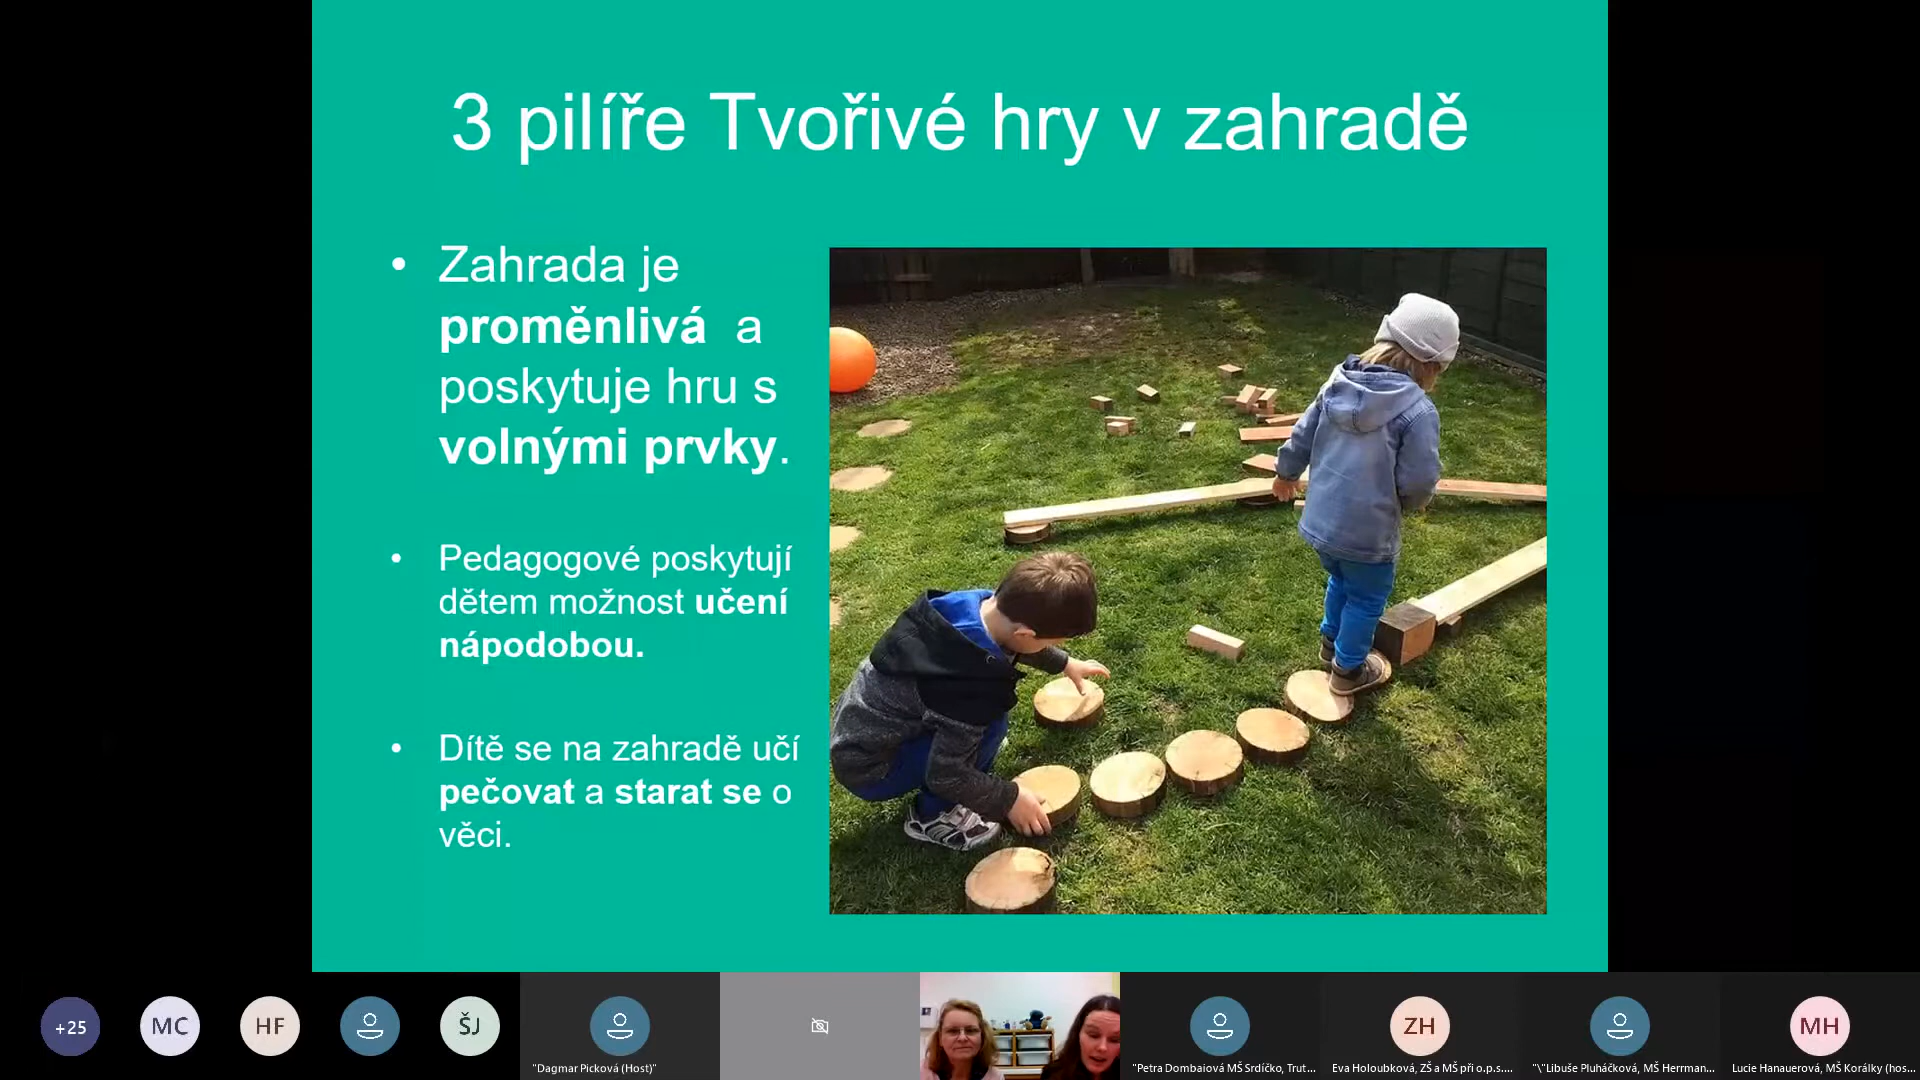 3 pilíře Tvořivé hry v zahradě
• Zahrada je
proměnlivá a
poskytuje hru s
volnými prvky.
• Pedagogové poskytují
dětem možnost učení
nápodobou.
• Dítě se na zahradě učí
pečovat a starat se o
věci.
+25
MC
HF
ŠJ
"Dagmar Picková (Host)"
"Petra Dombaiová MŠ Srdíčko, Trut...
ZH
Eva Holoubková, ZŠ a MŠ při o.p.s....
"\"Libuše Pluháčková, MŠ Herrman...
MH
Lucie Hanauerová, MŠ Korálky (hos...